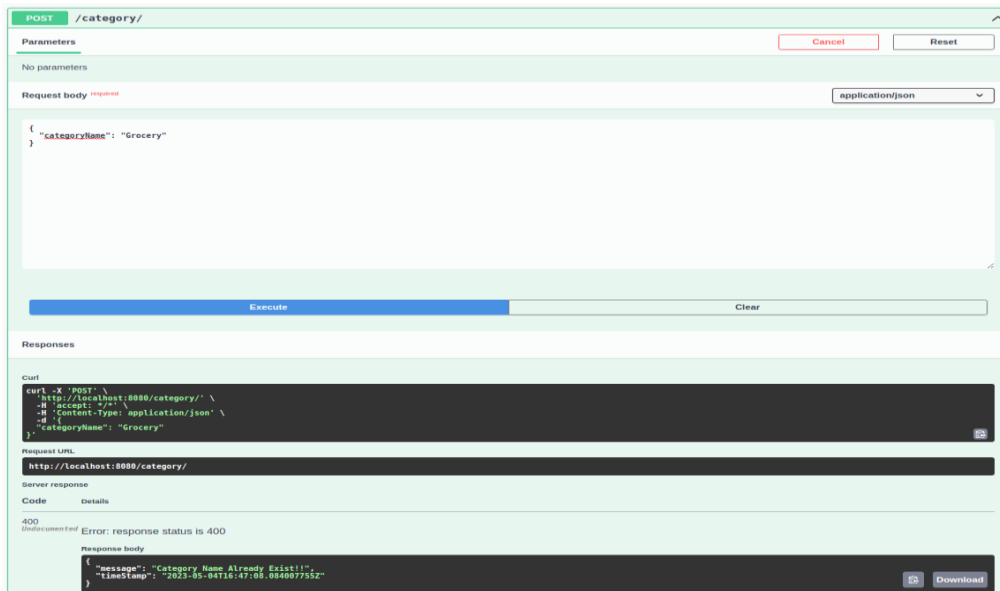 POST /category/
Parameters
Cancel
Reset
No parameters
Request body required
application/json
{
"categoryName": "Grocery"
}
Execute
Clear
Responses
Curl
curl -X 'POST' \
'http://localhost:8080/category/' \
-H 'accept: */*' \
-H 'Content-Type: application/json' \
-d '{
"categoryName": "Grocery"
}'
Request URL
http://localhost:8080/category/
Server response
Code Details
400
Undocumented
Error: response status is 400
Response body
{
"message": "Category Name Already Exist!!",
"timeStamp": "2023-05-04T16:47:08.084007755Z"
}
Download